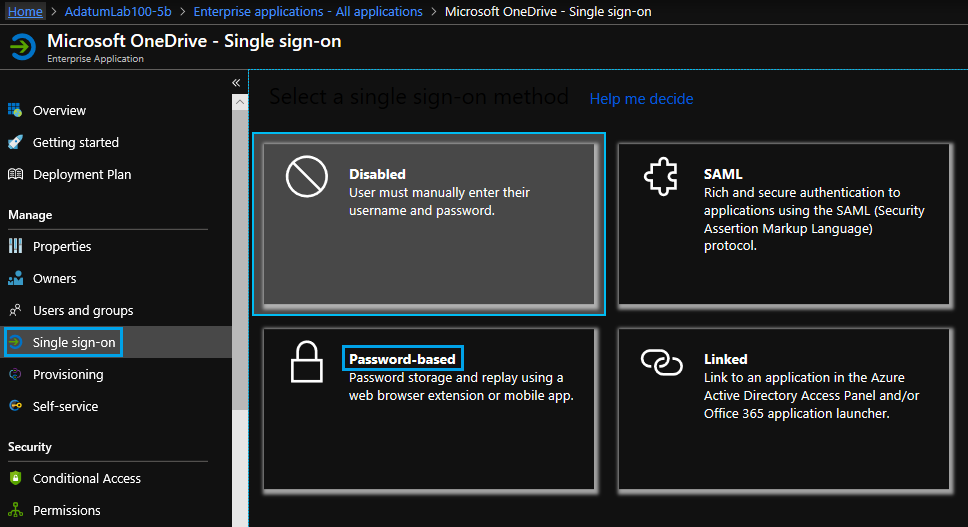 Home > AdatumLab100-5b > Enterprise applications - All applications > Microsoft OneDrive - Single sign-on
Microsoft OneDrive - Single sign-on
Enterprise Application
«
Overview
Getting started
Deployment Plan
Manage
Properties
Owners
Users and groups
Single sign-on
Provisioning
Self-service
Security
Conditional Access
Permissions
Select a single sign-on method Help me decide
Disabled
User must manually enter their
username and password.
SAML
Rich and secure authentication to
applications using the SAML (Security
Assertion Markup Language)
protocol.
Password-based
Password storage and replay using a
web browser extension or mobile app.
Linked
Link to an application in the Azure
Active Directory Access Panel and/or
Office 365 application launcher.